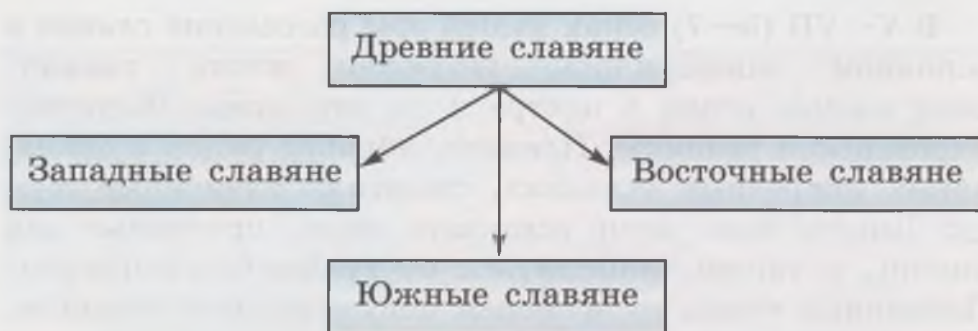 Древние славяне
Западные славяне
Восточные славяне
Южные славяне